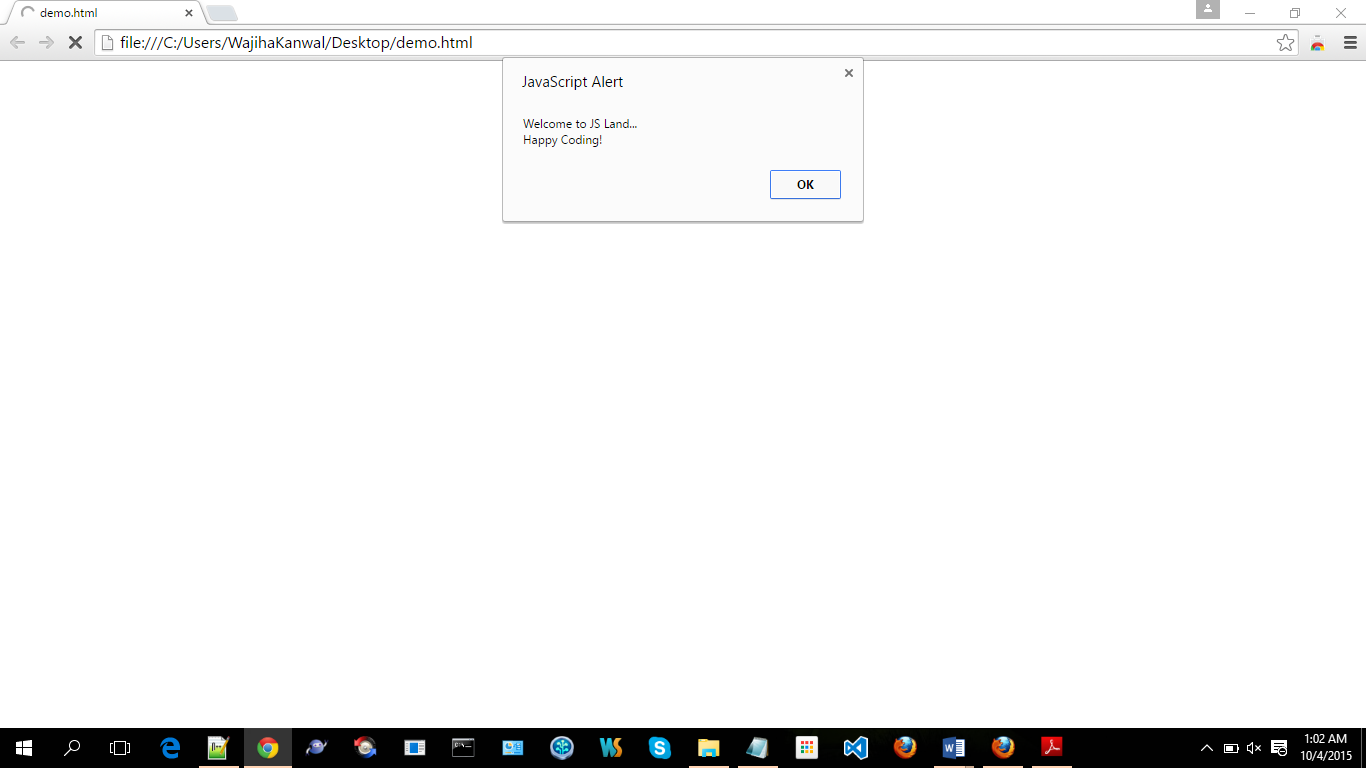 demo.html
file:///C:/Users/WajihaKanwal/Desktop/demo.html
JavaScript Alert
Welcome to JS Land...
Happy Coding!
OK
1:02 AM
10/4/2015